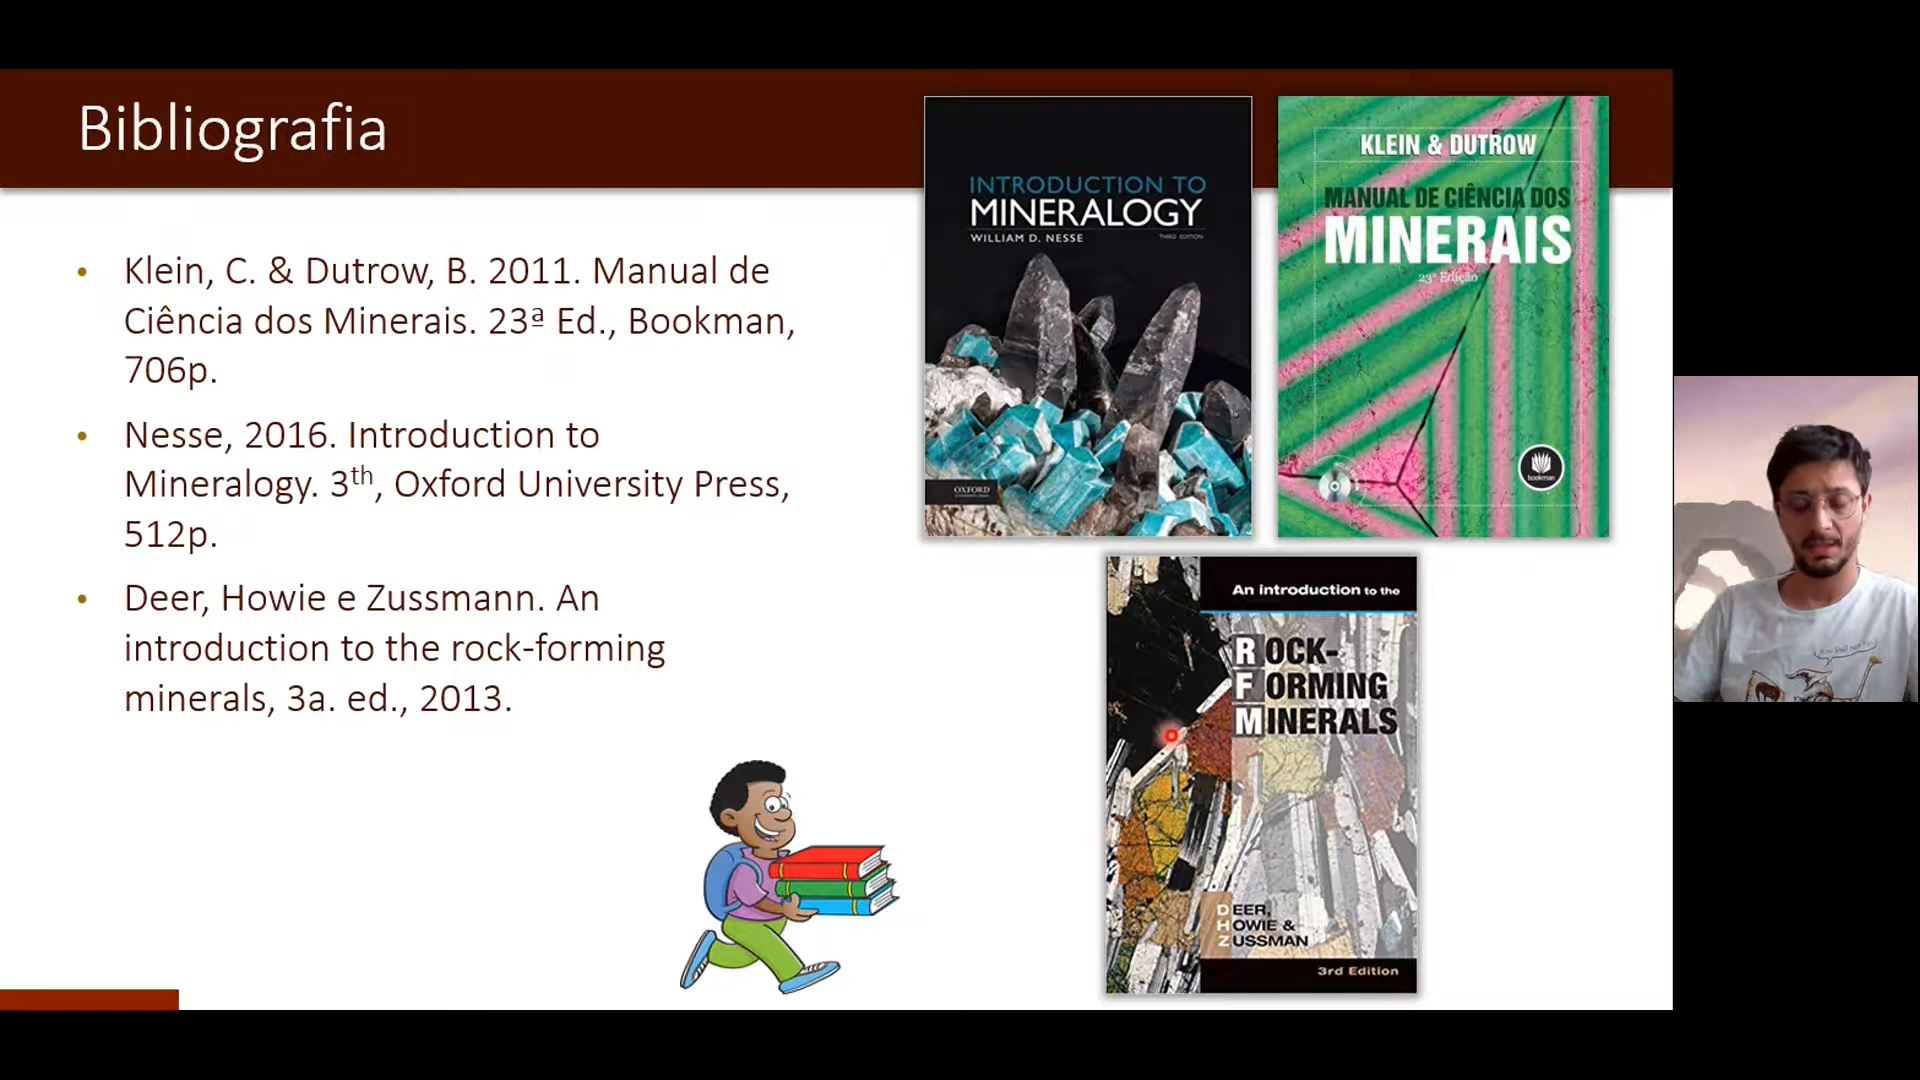 Bibliografia
• Klein, C. & Dutrow, B. 2011. Manual de
Ciência dos Minerais. 23ª Ed., Bookman,
706p.
• Nesse, 2016. Introduction to
Mineralogy. 3th, Oxford University Press,
512p.
• Deer, Howie e Zussmann. An
introduction to the rock-forming
minerals, 3a. ed., 2013.
INTRODUCTION TO
MINERALOGY
WILLIAM D. NESSE
THIRD EDITION
OXFORD
UNIVERSITY PRESS
KLEIN & DUTROW
MANUAL DE CIÊNCIA DOS
MINERAIS
23ª Edição
bookman
An introduction to the
ROCK-
FORMING
MINERALS
DEER,
HOWIE &
ZUSSMAN
3rd Edition